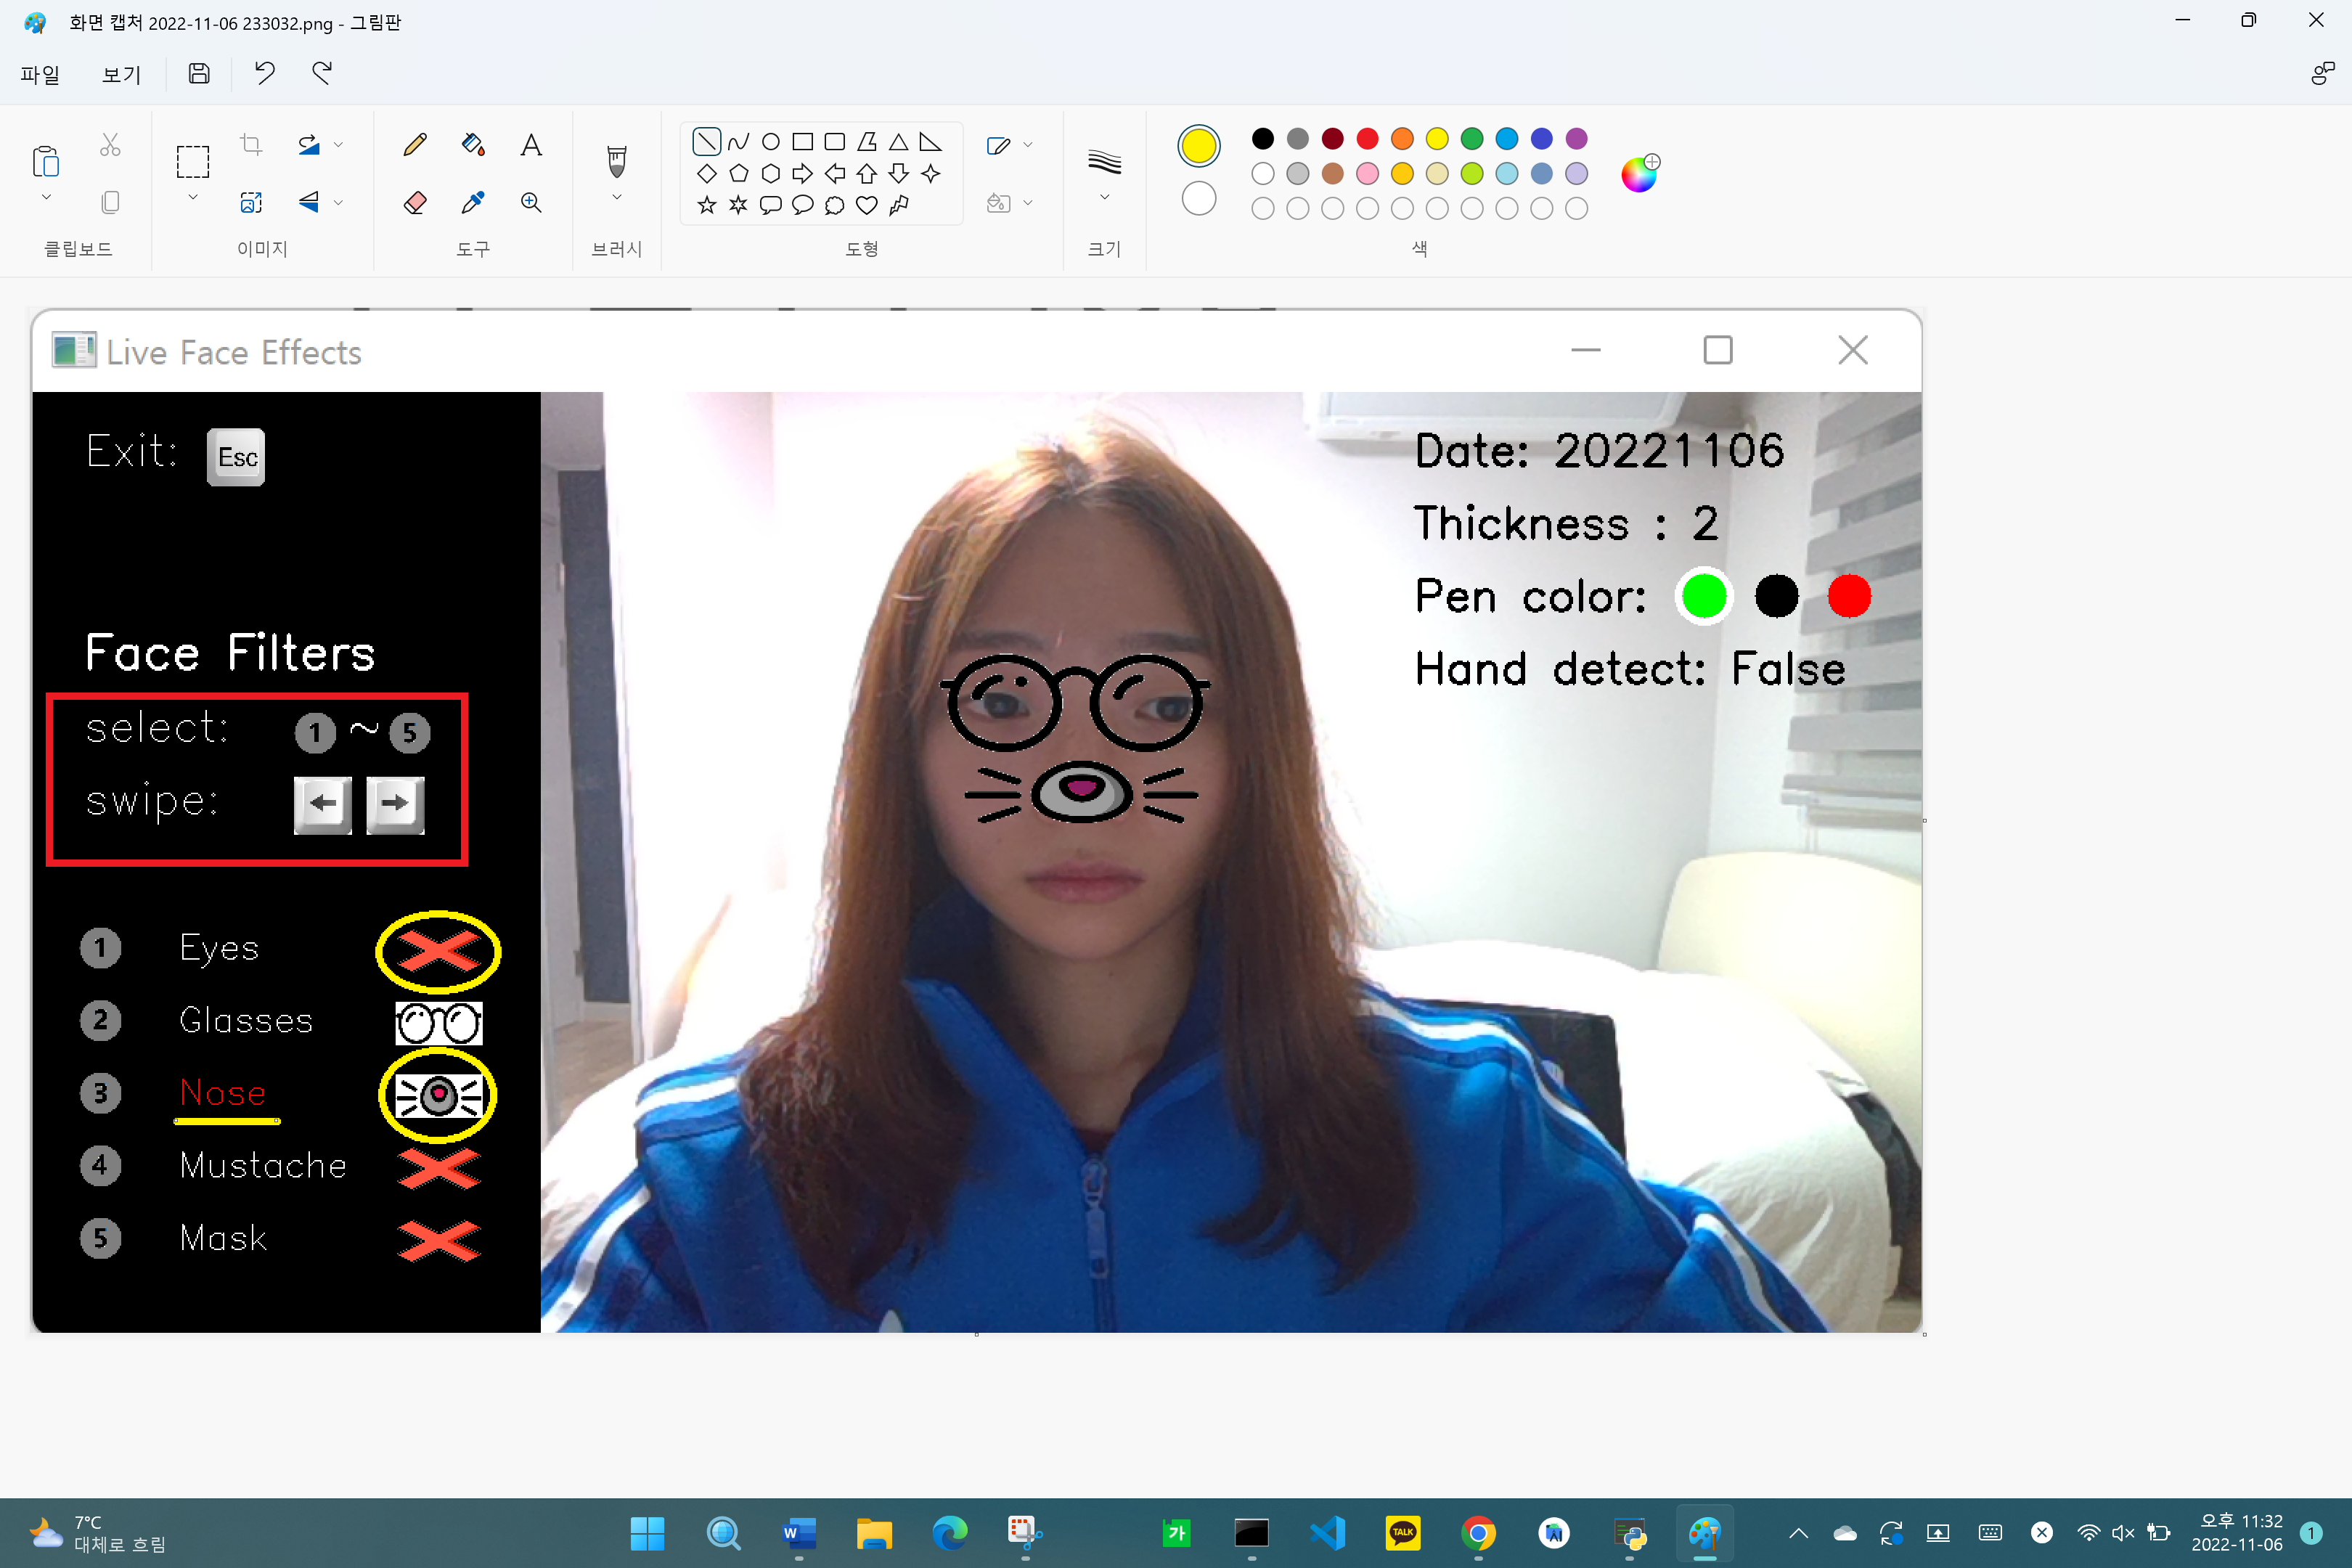 화면 캡처 2022-11-06 233032.png - 그림판
파일 보기
클립보드 이미지 도구 브러시 도형 크기 색
Live Face Effects
Exit: Esc
Date: 20221106
Thickness : 2
Pen color:
Hand detect: False
Face Filters
select: 1 ~ 5
swipe: ← →
1 Eyes
2 Glasses
3 Nose
4 Mustache
5 Mask
7°C
대체로 흐림
W
가
TALK
오후 11:32
2022-11-06
1